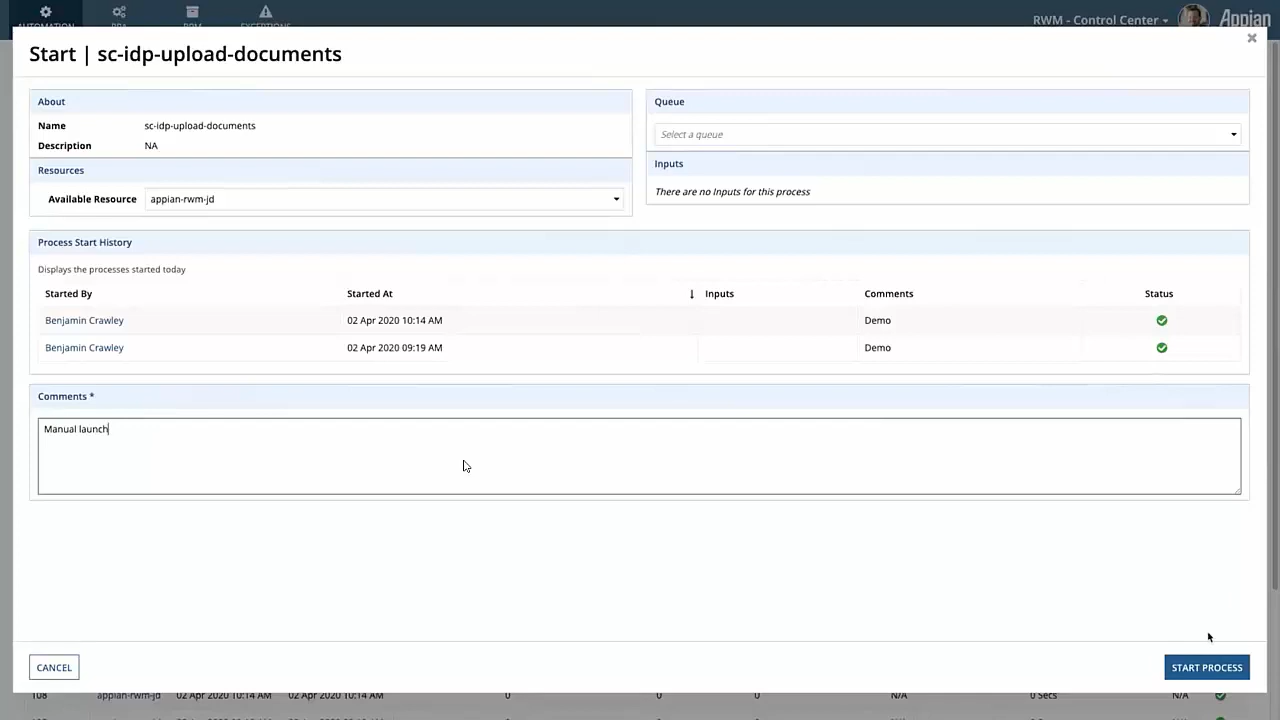 AUTOMATION
RPA
RPM
EXCEPTIONS
RWM - Control Center
Appian
Start | sc-idp-upload-documents
About
Name sc-idp-upload-documents
Description NA
Resources
Available Resource appian-rwm-jd
Queue
Select a queue
Inputs
There are no Inputs for this process
Process Start History
Displays the processes started today
Started By Started At Inputs Comments Status
Benjamin Crawley 02 Apr 2020 10:14 AM Demo
Benjamin Crawley 02 Apr 2020 09:19 AM Demo
Comments *
Manual launch
CANCEL
START PROCESS
108 appian-rwm-jd 02 Apr 2020 10:14 AM 02 Apr 2020 10:14 AM 0 0 0 N/A 0 Secs N/A